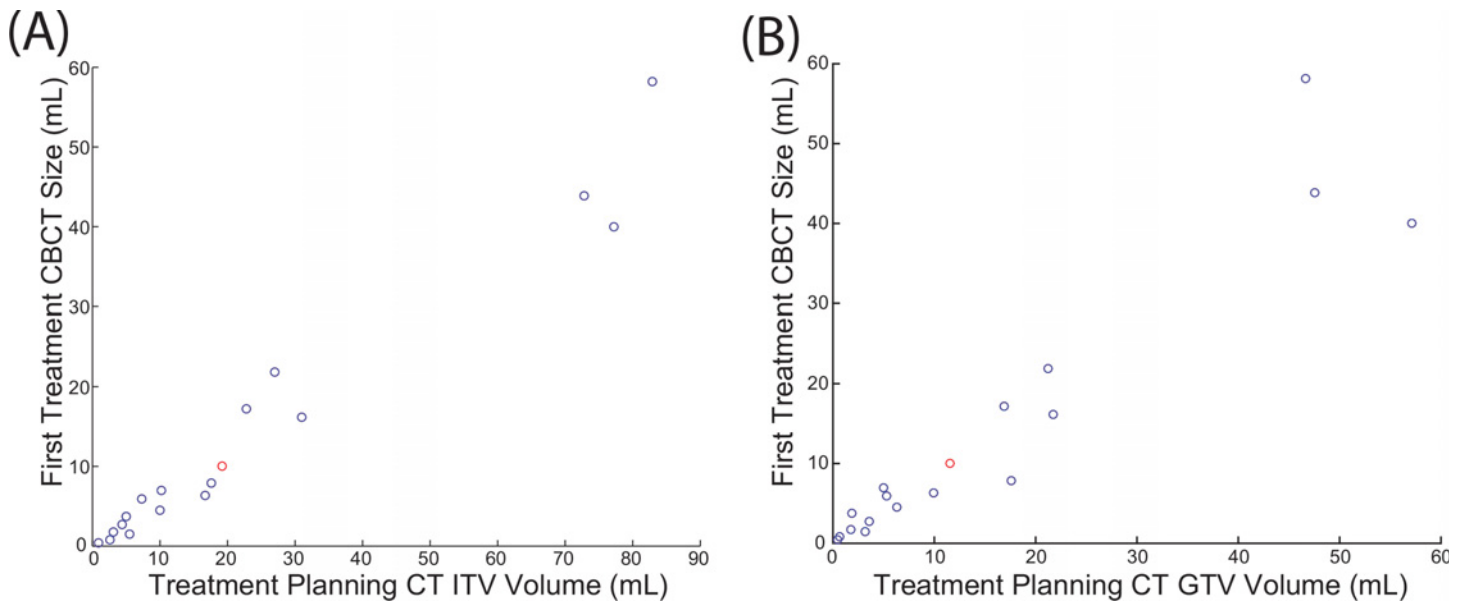 (A)
First Treatment CBCT Size (mL)
60
50
40
30
20
10
0
0 10 20 30 40 50 60 70 80 90
Treatment Planning CT ITV Volume (mL)
(B)
First Treatment CBCT Size (mL)
60
50
40
30
20
10
0
0 10 20 30 40 50 60
Treatment Planning CT GTV Volume (mL)